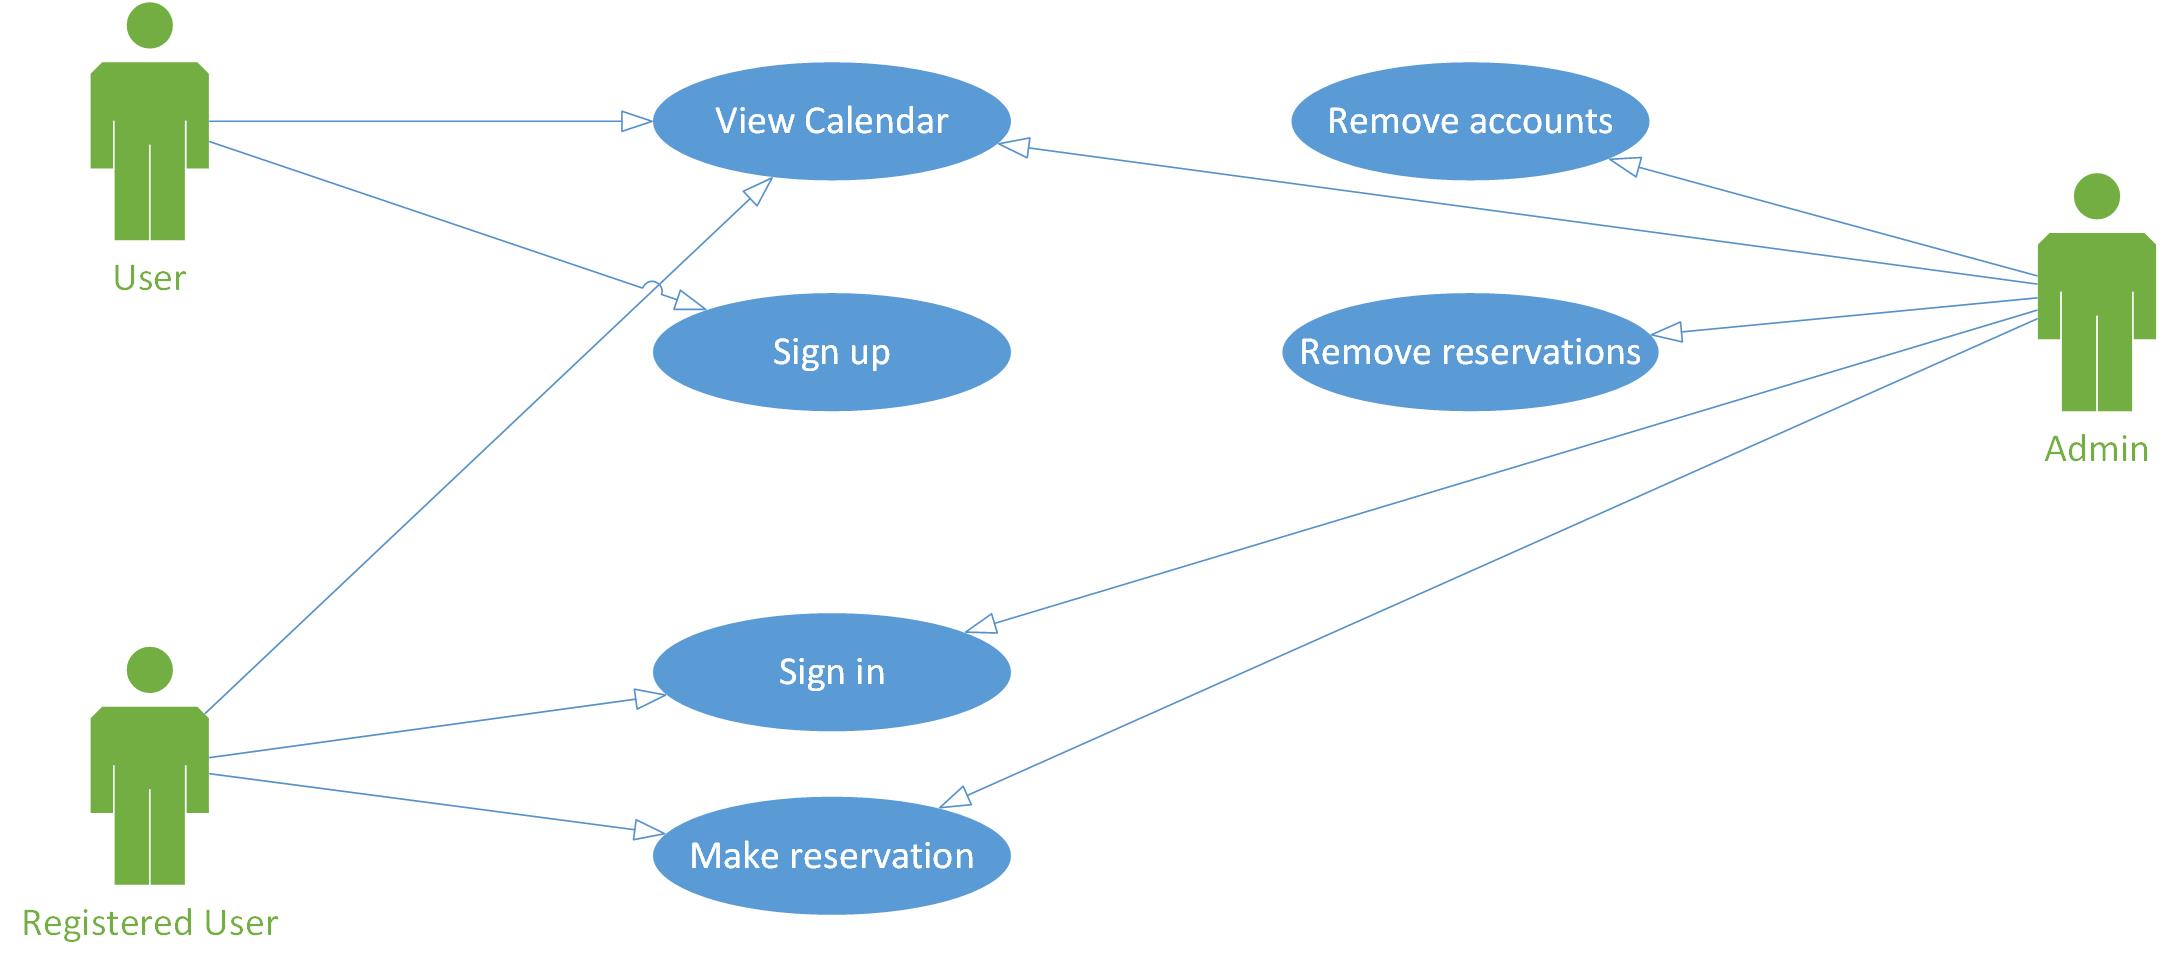 View Calendar
Remove accounts
User
Sign up
Remove reservations
Admin
Sign in
Make reservation
Registered User